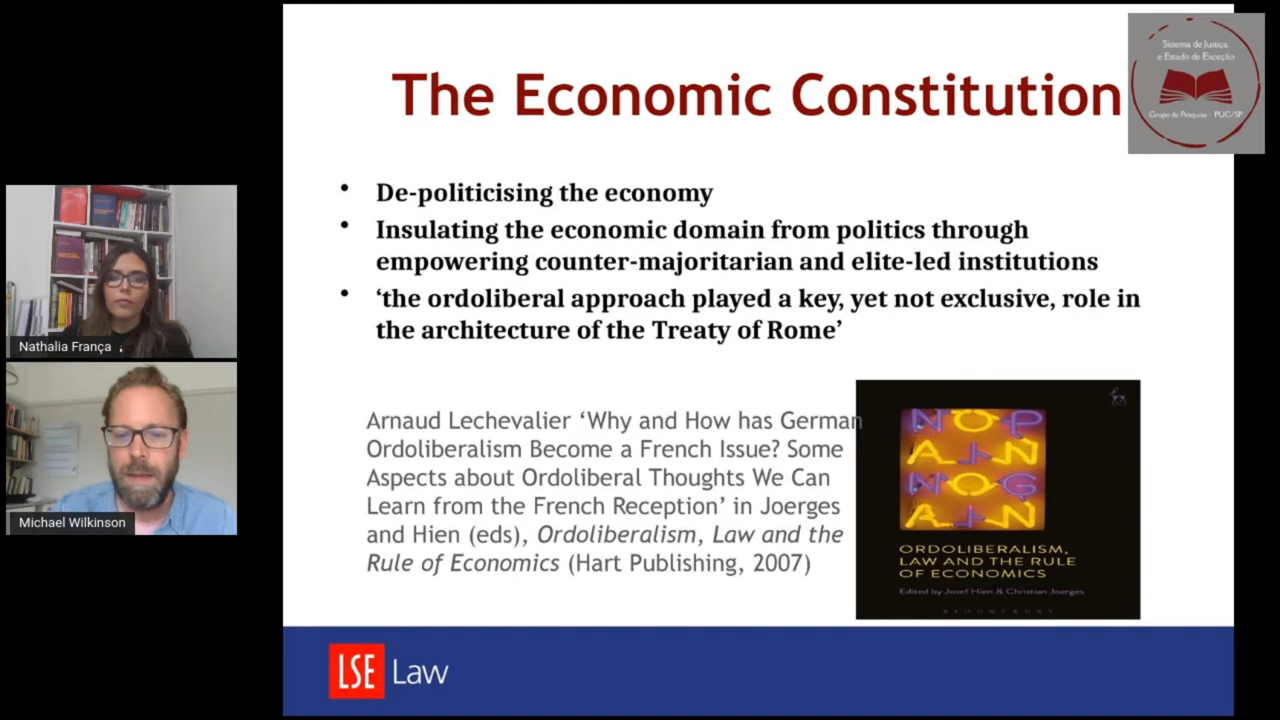 The Economic Constitution
Sistema de Justiça
e Estado de Exceção
Grupo de Pesquisa - PUC/SP
• De-politicising the economy
• Insulating the economic domain from politics through
empowering counter-majoritarian and elite-led institutions
• ‘the ordoliberal approach played a key, yet not exclusive, role in
the architecture of the Treaty of Rome’
Nathalia França
Michael Wilkinson
Arnaud Lechevalier ‘Why and How has German
Ordoliberalism Become a French Issue? Some
Aspects about Ordoliberal Thoughts We Can
Learn from the French Reception’ in Joerges
and Hien (eds), Ordoliberalism, Law and the
Rule of Economics (Hart Publishing, 2007)
NO P
AIN
NO G
AIN
ORDOLIBERALISM,
LAW AND THE RULE
OF ECONOMICS
Edited by Josef Hien & Christian Joerges
BLOOMSBURY
LSE Law